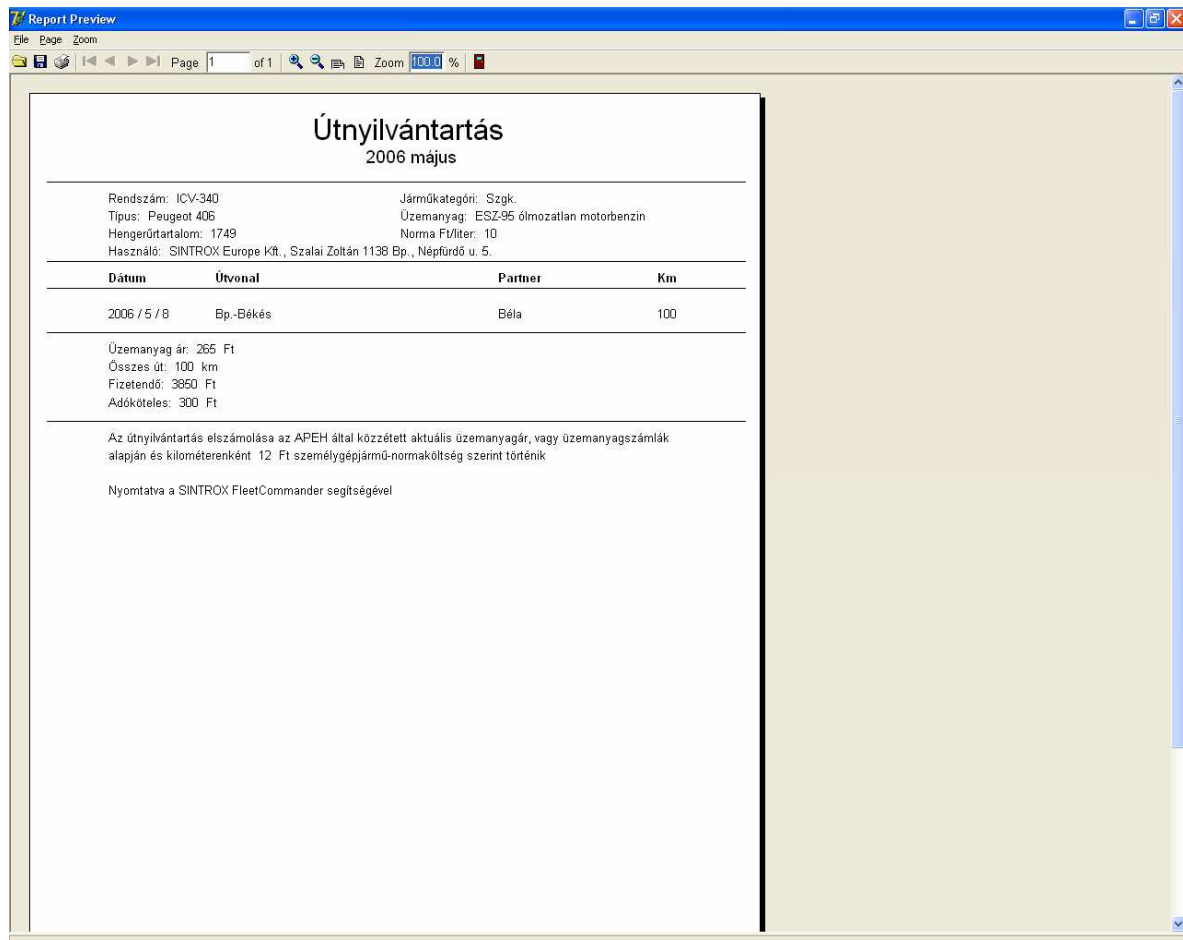 Report Preview
File Page Zoom
Page 1 of 1 Zoom 100.0 %
Útnyilvántartás
2006 május
Rendszám: ICV-340 Járműkategóri: Szgk.
Típus: Peugeot 406 Üzemanyag: ESZ-95 ólmozatlan motorbenzin
Hengerűrtartalom: 1749 Norma Ft/liter: 10
Használó: SINTROX Europe Kft., Szalai Zoltán 1138 Bp., Népfürdő u. 5.
Dátum Útvonal Partner Km
2006 / 5 / 8 Bp.-Békés Béla 100
Üzemanyag ár: 265 Ft
Összes út: 100 km
Fizetendő: 3850 Ft
Adóköteles: 300 Ft
Az útnyilvántartás elszámolása az APEH által közzétett aktuális üzemanyagár, vagy üzemanyagszámlák
alapján és kilométerenként 12 Ft személygépjármű-normaköltség szerint történik
Nyomtatva a SINTROX FleetCommander segítségével